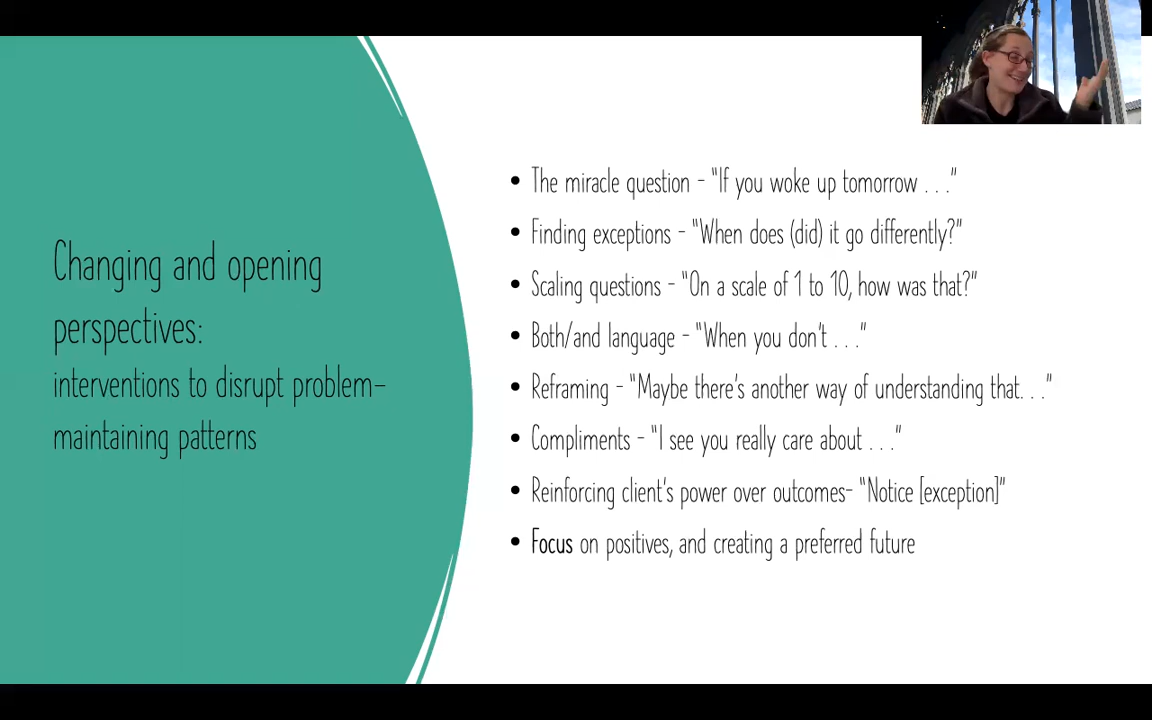 Changing and opening
perspectives:
interventions to disrupt problem-
maintaining patterns
• The miracle question - "If you woke up tomorrow . . ."
• Finding exceptions - "When does (did) it go differently?"
• Scaling questions - "On a scale of 1 to 10, how was that?"
• Both/and language - "When you don't . . ."
• Reframing - "Maybe there's another way of understanding that. . ."
• Compliments - "I see you really care about . . ."
• Reinforcing client's power over outcomes- "Notice [exception]"
• Focus on positives, and creating a preferred future